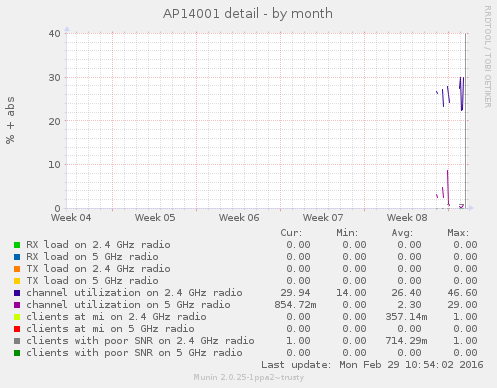 AP14001 detail - by month
RRDTOOL / TOBI OETIKER
% + abs
40
30
20
10
0
Week 04 Week 05 Week 06 Week 07 Week 08
Cur: Min: Avg: Max:
RX load on 2.4 GHz radio 0.00 0.00 0.00 0.00
RX load on 5 GHz radio 0.00 0.00 0.00 0.00
TX load on 2.4 GHz radio 0.00 0.00 0.00 0.00
TX load on 5 GHz radio 0.00 0.00 0.00 0.00
channel utilization on 2.4 GHz radio 29.94 14.00 26.40 46.60
channel utilization on 5 GHz radio 854.72m 0.00 2.30 29.00
clients at mi on 2.4 GHz radio 0.00 0.00 357.14m 1.00
clients at mi on 5 GHz radio 0.00 0.00 0.00 0.00
clients with poor SNR on 2.4 GHz radio 1.00 0.00 714.29m 1.00
clients with poor SNR on 5 GHz radio 0.00 0.00 0.00 0.00
Last update: Mon Feb 29 10:54:02 2016
Munin 2.0.25-1ppa2~trusty